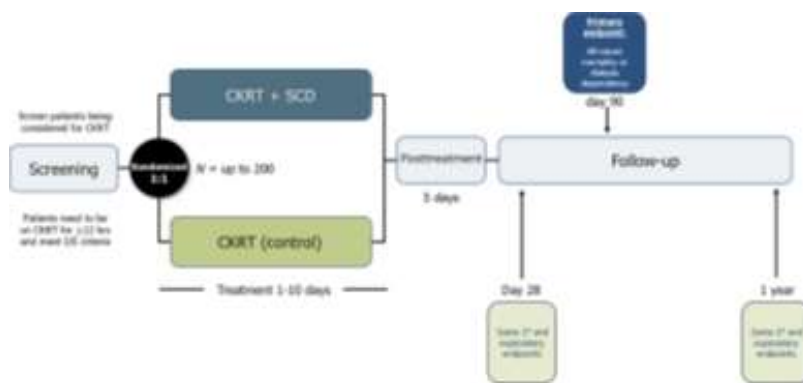 Primary
endpoint:
All-cause
mortality or
dialysis
dependency
day 90
CKRT + SCD
Screen patients being
considered for CKRT
Screening
Randomized
1:1
N = up to 200
Posttreatment
Follow-up
5 days
Patients need to be
on CKRT for
and meet I/E criteria
CKRT (control)
Treatment 1-10 days
Day 28
1 year
Some 2° and
exploratory
endpoints
Some 2° and
exploratory
endpoints